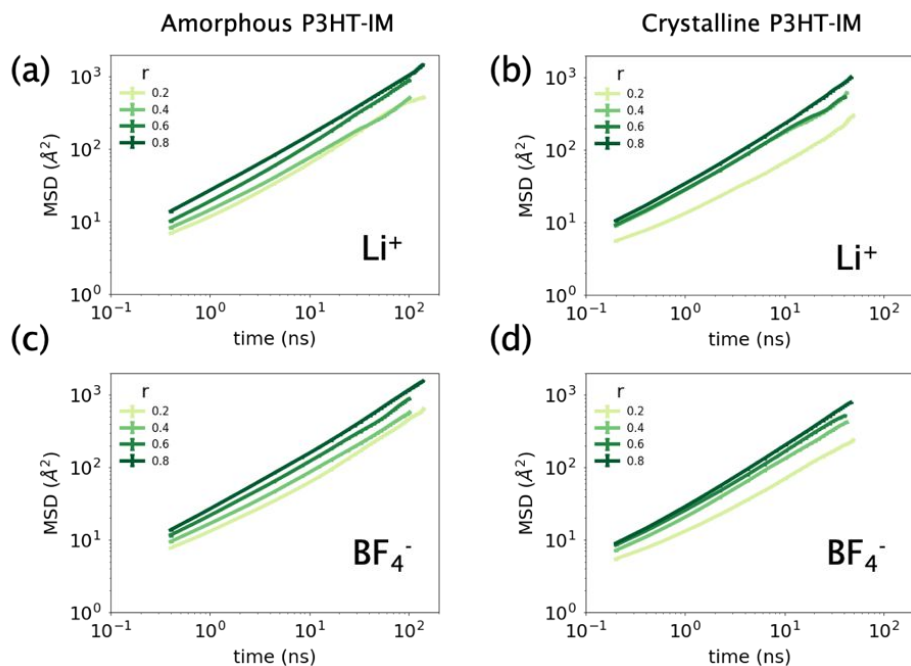 Amorphous P3HT-IM
Crystalline P3HT-IM
(a)
MSD (Å²)
10³
10²
10¹
10⁰
r
0.2
0.4
0.6
0.8
Li⁺
10⁻¹ 10⁰ 10¹ 10²
time (ns)
(b)
MSD (Å²)
10³
10²
10¹
10⁰
r
0.2
0.4
0.6
0.8
Li⁺
10⁻¹ 10⁰ 10¹ 10²
time (ns)
(c)
MSD (Å²)
10³
10²
10¹
10⁰
r
0.2
0.4
0.6
0.8
BF₄⁻
10⁻¹ 10⁰ 10¹ 10²
time (ns)
(d)
MSD (Å²)
10³
10²
10¹
10⁰
r
0.2
0.4
0.6
0.8
BF₄⁻
10⁻¹ 10⁰ 10¹ 10²
time (ns)